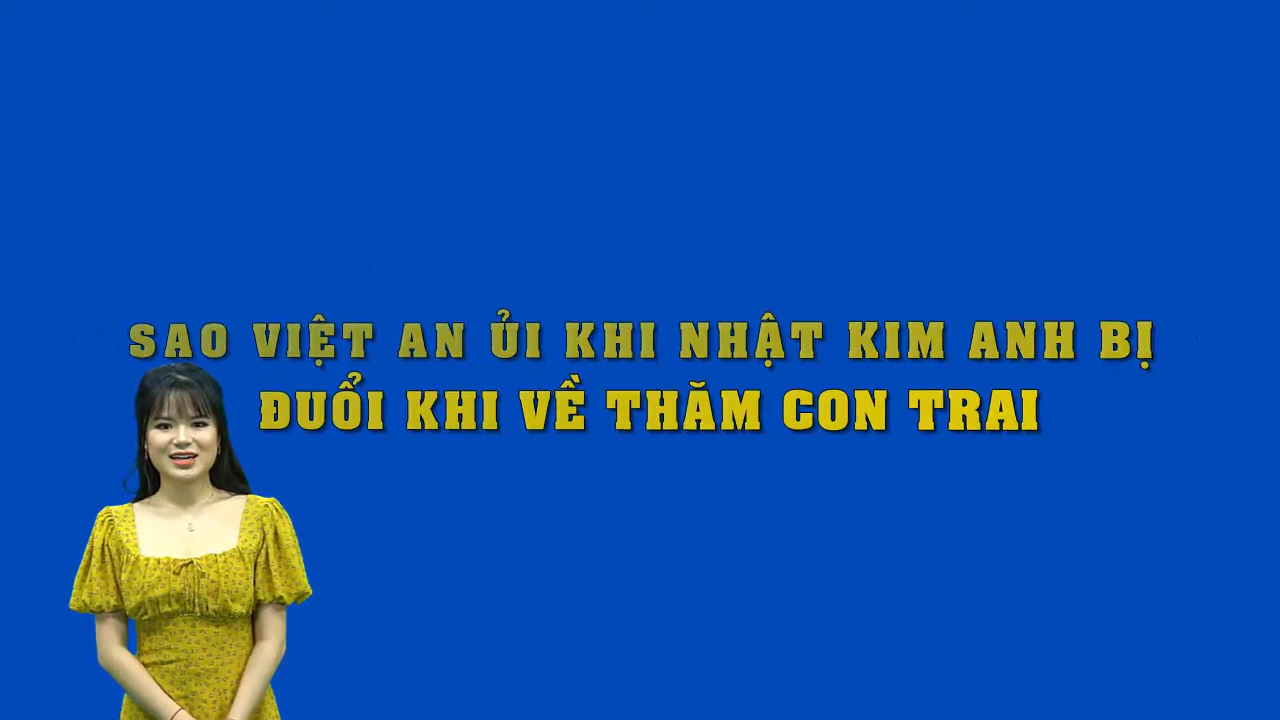 SAO VIỆT AN ỦI KHI NHẬT KIM ANH BỊ
ĐUỔI KHI VỀ THĂM CON TRAI